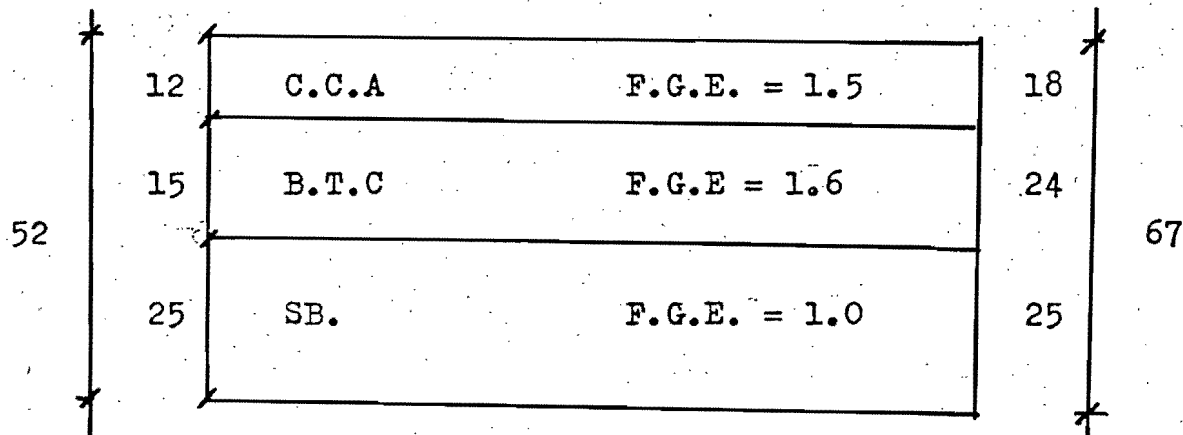 12 C.C.A F.G.E. = 1.5 18
15 B.T.C F.G.E = 1.6 24
52 67
25 SB. F.G.E. = 1.0 25